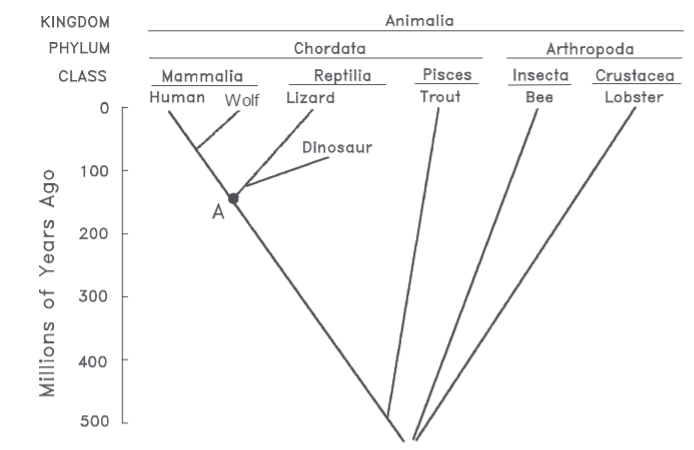 KINGDOM Animalia
PHYLUM Chordata Arthropoda
CLASS Mammalia Reptilia Pisces Insecta Crustacea
Human Wolf Lizard Trout Bee Lobster
0
Dinosaur
100
A
200
300
400
500
Millions of Years Ago